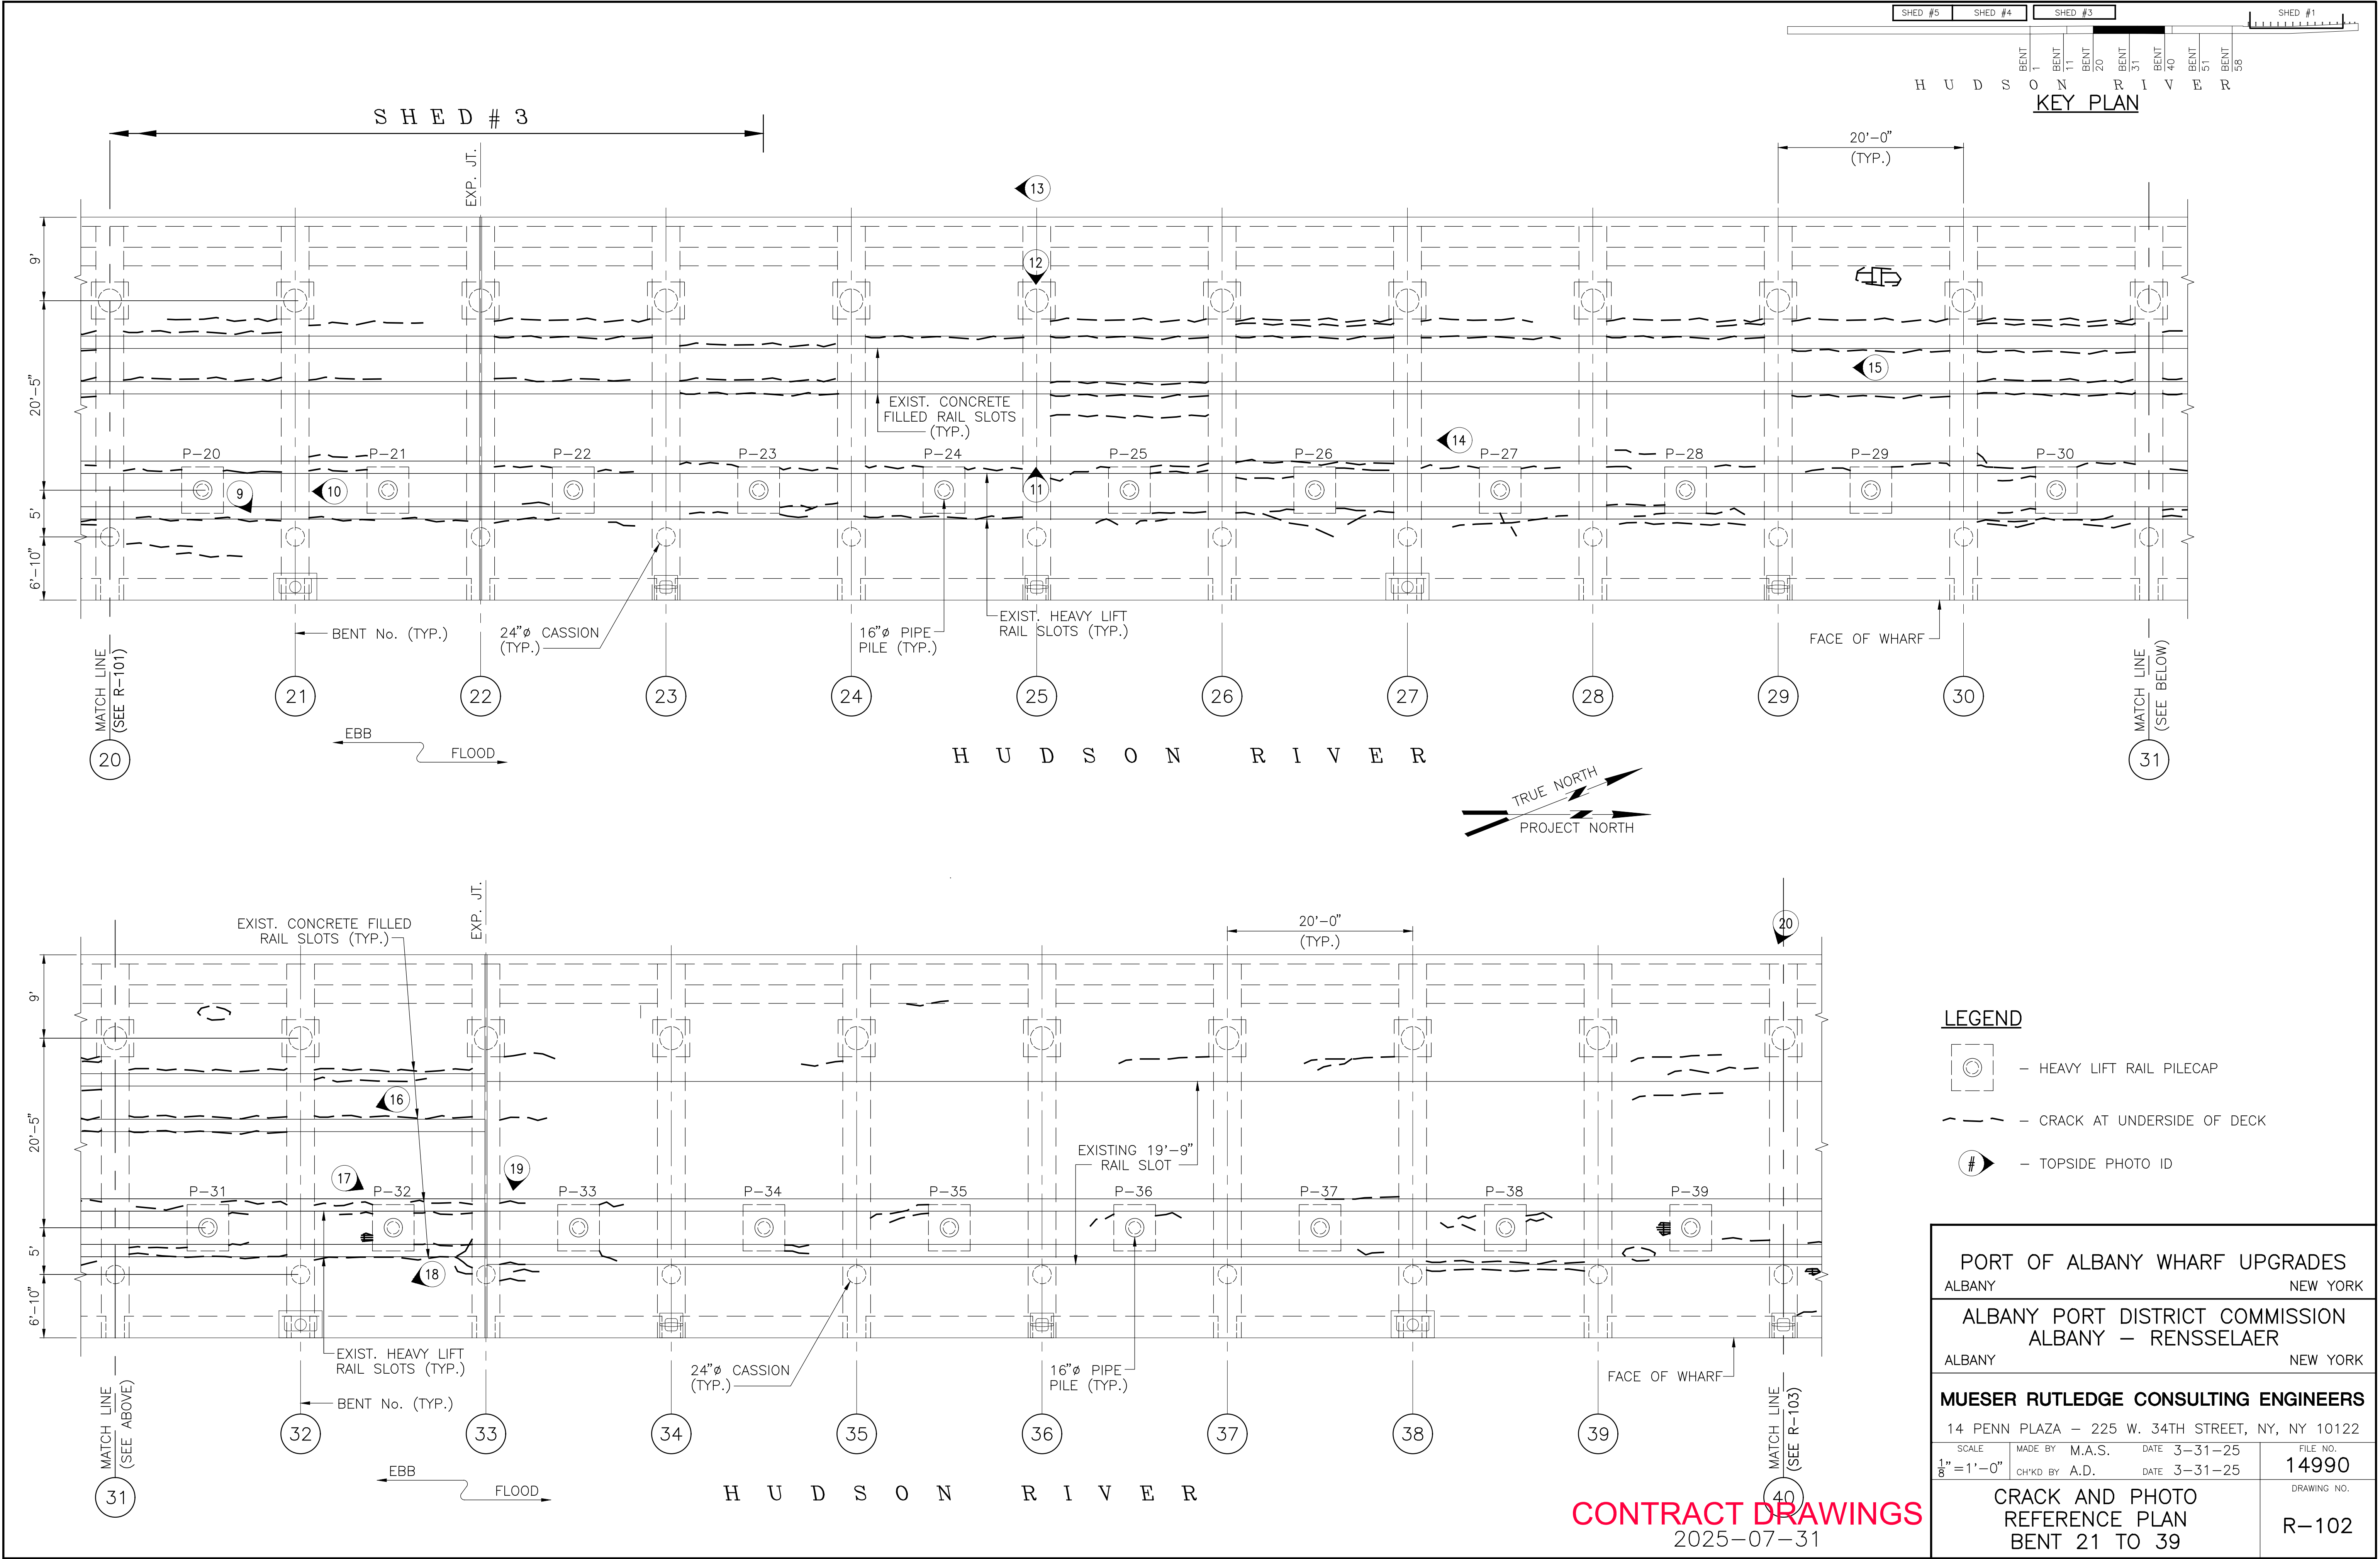 SHED #5
SHED #4
SHED #3
SHED #1
BENT 1
BENT 11
BENT 20
BENT 31
BENT 40
BENT 51
BENT 58
HUDSON RIVER
KEY PLAN
SHED #3
EXP. JT.
13
20'-0"
(TYP.)
9'
20'-5"
5'
6'-10"
12
15
EXIST. CONCRETE
FILLED RAIL SLOTS
(TYP.)
14
P-20
P-21
P-22
P-23
P-24
P-25
P-26
P-27
P-28
P-29
P-30
9
10
11
BENT No. (TYP.)
24"ø CASSION
(TYP.)
16"ø PIPE
PILE (TYP.)
EXIST. HEAVY LIFT
RAIL SLOTS (TYP.)
FACE OF WHARF
MATCH LINE
(SEE R-101)
20
21
22
23
24
25
26
27
28
29
30
MATCH LINE
(SEE BELOW)
31
EBB
FLOOD
HUDSON RIVER
TRUE NORTH
PROJECT NORTH
EXP. JT.
EXIST. CONCRETE FILLED
RAIL SLOTS (TYP.)
20'-0"
(TYP.)
20
9'
20'-5"
5'
6'-10"
16
EXISTING 19'-9"
RAIL SLOT
17
19
P-31
P-32
P-33
P-34
P-35
P-36
P-37
P-38
P-39
18
EXIST. HEAVY LIFT
RAIL SLOTS (TYP.)
BENT No. (TYP.)
24"ø CASSION
(TYP.)
16"ø PIPE
PILE (TYP.)
FACE OF WHARF
MATCH LINE
(SEE ABOVE)
31
32
33
34
35
36
37
38
39
MATCH LINE
(SEE R-103)
40
EBB
FLOOD
HUDSON RIVER
LEGEND
- HEAVY LIFT RAIL PILECAP
- CRACK AT UNDERSIDE OF DECK
# - TOPSIDE PHOTO ID
CONTRACT DRAWINGS
2025-07-31
PORT OF ALBANY WHARF UPGRADES
ALBANY NEW YORK
ALBANY PORT DISTRICT COMMISSION
ALBANY - RENSSELAER
ALBANY NEW YORK
MUESER RUTLEDGE CONSULTING ENGINEERS
14 PENN PLAZA - 225 W. 34TH STREET, NY, NY 10122
SCALE
1/8"=1'-0"
MADE BY M.A.S. DATE 3-31-25
CH'KD BY A.D. DATE 3-31-25
FILE NO.
14990
CRACK AND PHOTO
REFERENCE PLAN
BENT 21 TO 39
DRAWING NO.
R-102